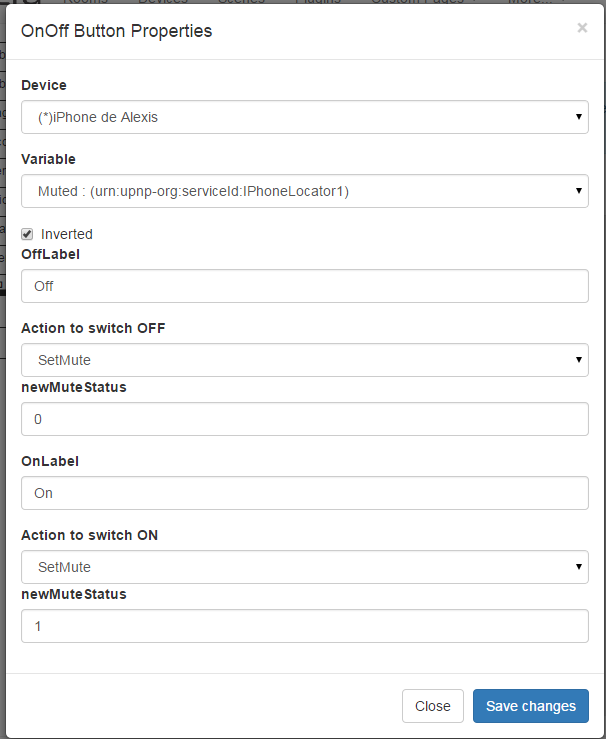 OnOff Button Properties
×
Device
(*)iPhone de Alexis
Variable
Muted : (urn:upnp-org:serviceId:IPhoneLocator1)
Inverted
OffLabel
Off
Action to switch OFF
SetMute
newMuteStatus
0
OnLabel
On
Action to switch ON
SetMute
newMuteStatus
1
Close
Save changes